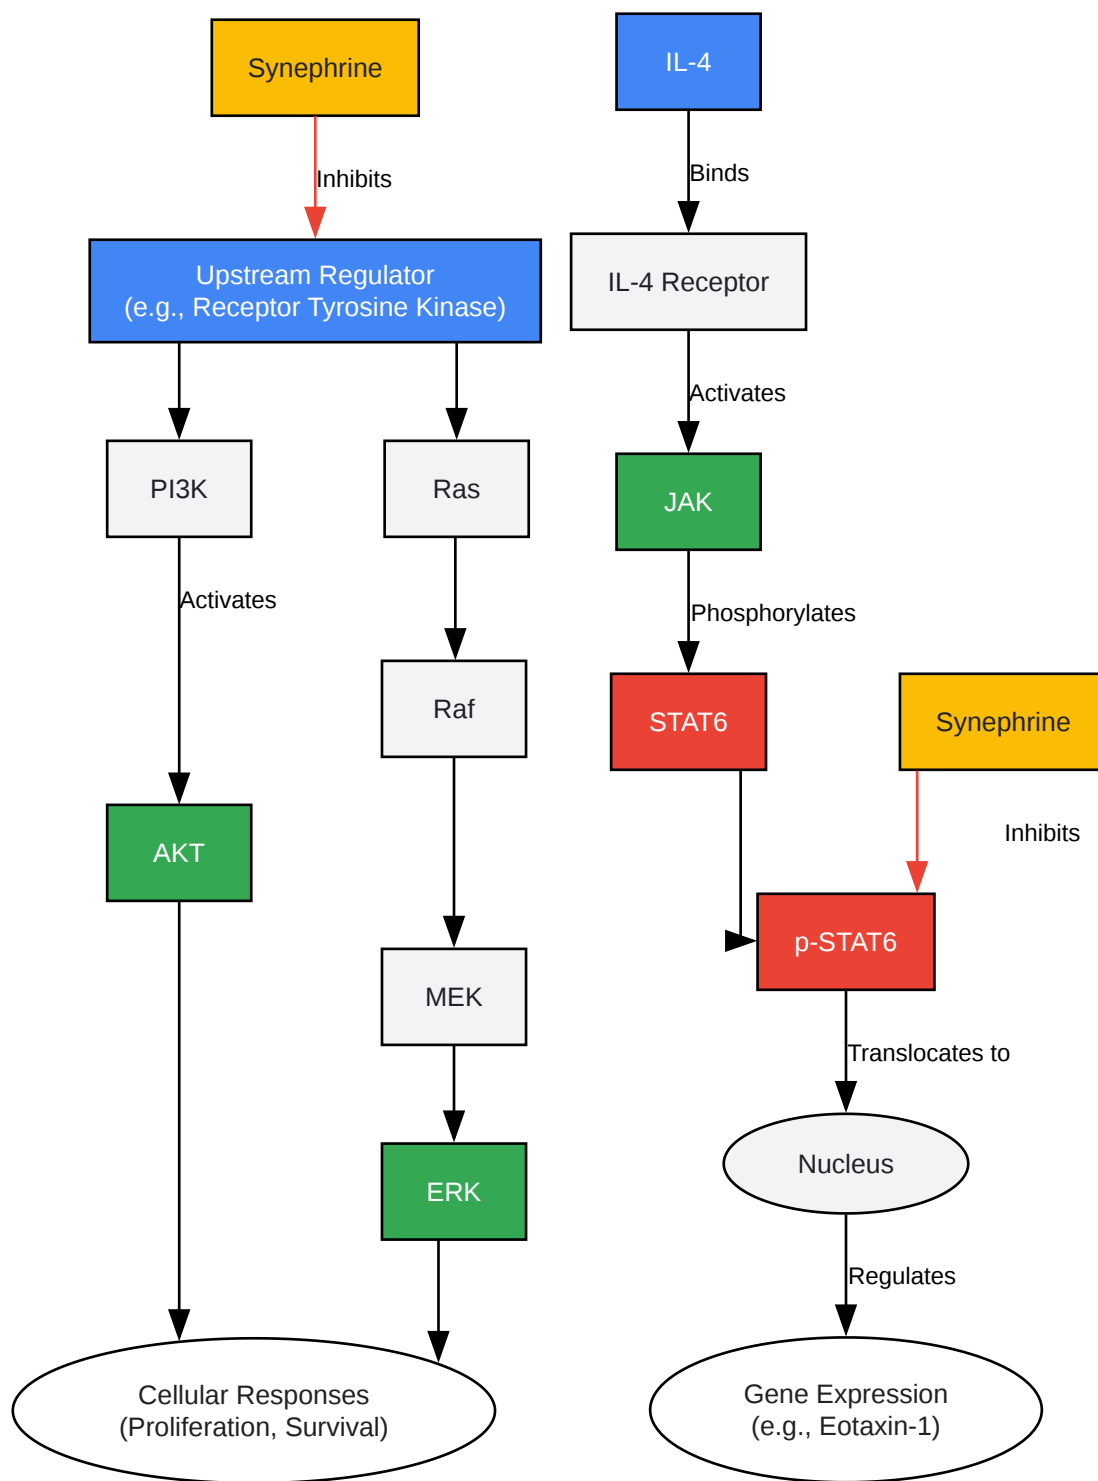 Synephrine
Inhibits
Upstream Regulator
(e.g., Receptor Tyrosine Kinase)
PI3K
Ras
Activates
Raf
AKT
MEK
ERK
Cellular Responses
(Proliferation, Survival)
IL-4
Binds
IL-4 Receptor
Activates
JAK
Phosphorylates
STAT6
Synephrine
Inhibits
p-STAT6
Translocates to
Nucleus
Regulates
Gene Expression
(e.g., Eotaxin-1)